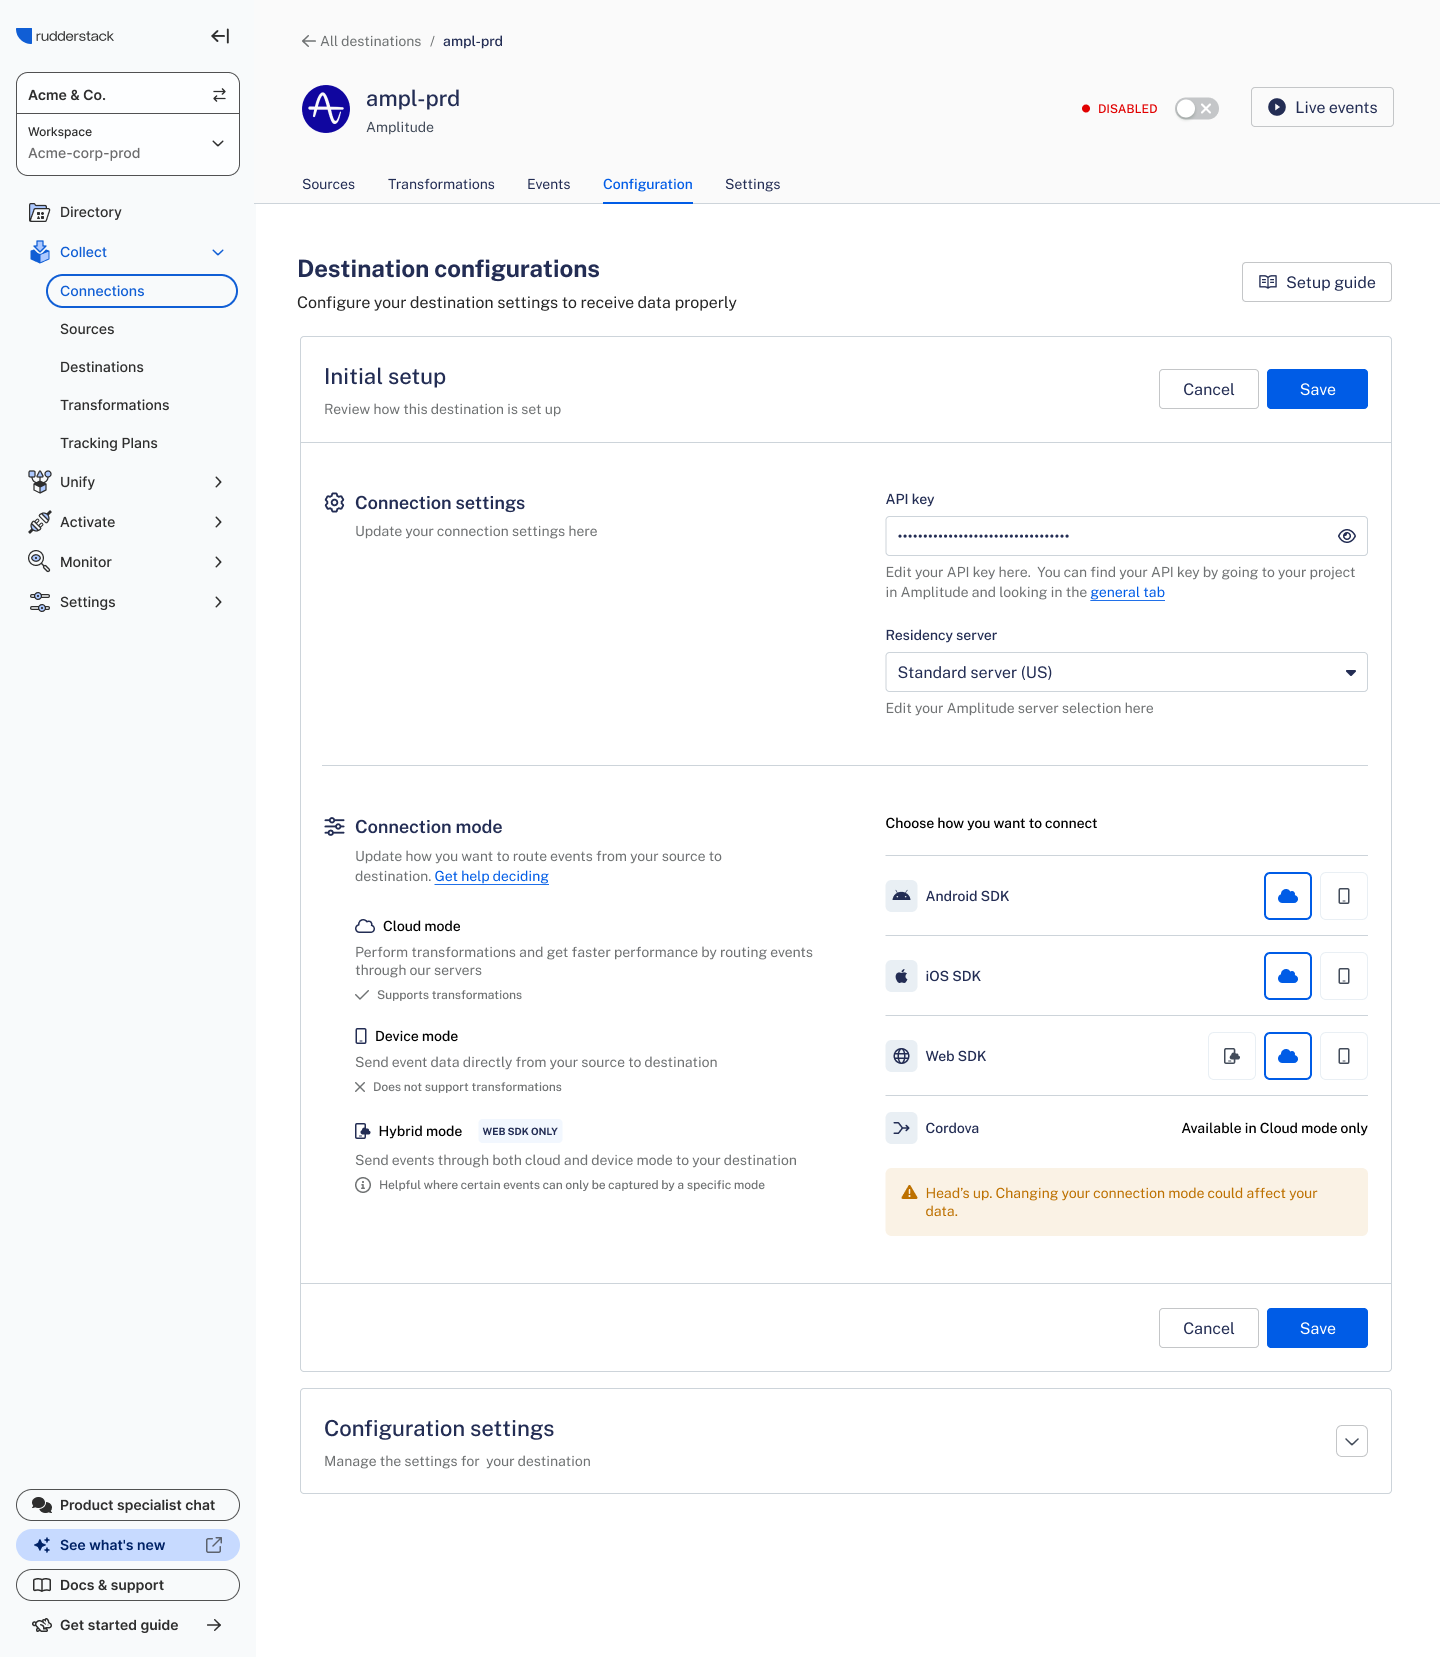 rudderstack
Acme & Co.
Workspace
Acme-corp-prod
Directory
Collect
Connections
Sources
Destinations
Transformations
Tracking Plans
Unify
Activate
Monitor
Settings
Product specialist chat
See what's new
Docs & support
Get started guide
All destinations / ampl-prd
ampl-prd
Amplitude
DISABLED
Live events
Sources Transformations Events Configuration Settings
Destination configurations
Configure your destination settings to receive data properly
Setup guide
Initial setup
Review how this destination is set up
Cancel
Save
Connection settings
Update your connection settings here
API key
••••••••••••••••••••••••••••••••••
Edit your API key here.  You can find your API key by going to your project
in Amplitude and looking in the general tab
Residency server
Standard server (US)
Edit your Amplitude server selection here
Connection mode
Update how you want to route events from your source to
destination. Get help deciding
Cloud mode
Perform transformations and get faster performance by routing events
through our servers
Supports transformations
Device mode
Send event data directly from your source to destination
Does not support transformations
Hybrid mode WEB SDK ONLY
Send events through both cloud and device mode to your destination
Helpful where certain events can only be captured by a specific mode
Choose how you want to connect
Android SDK
iOS SDK
Web SDK
Cordova Available in Cloud mode only
Head's up. Changing your connection mode could affect your
data.
Cancel
Save
Configuration settings
Manage the settings for  your destination